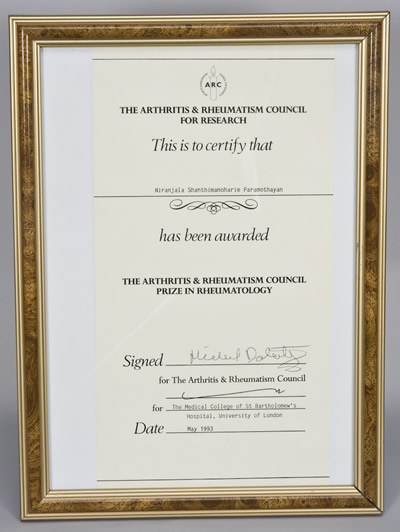 ARC
THE ARTHRITIS & RHEUMATISM COUNCIL
FOR RESEARCH
This is to certify that
Niranjala Shanthimanoharie Paramothayan
has been awarded
THE ARTHRITIS & RHEUMATISM COUNCIL
PRIZE IN RHEUMATOLOGY
Signed Michael Doherty
for The Arthritis & Rheumatism Council
for The Medical College of St Bartholomew's
Hospital, University of London
Date May 1993